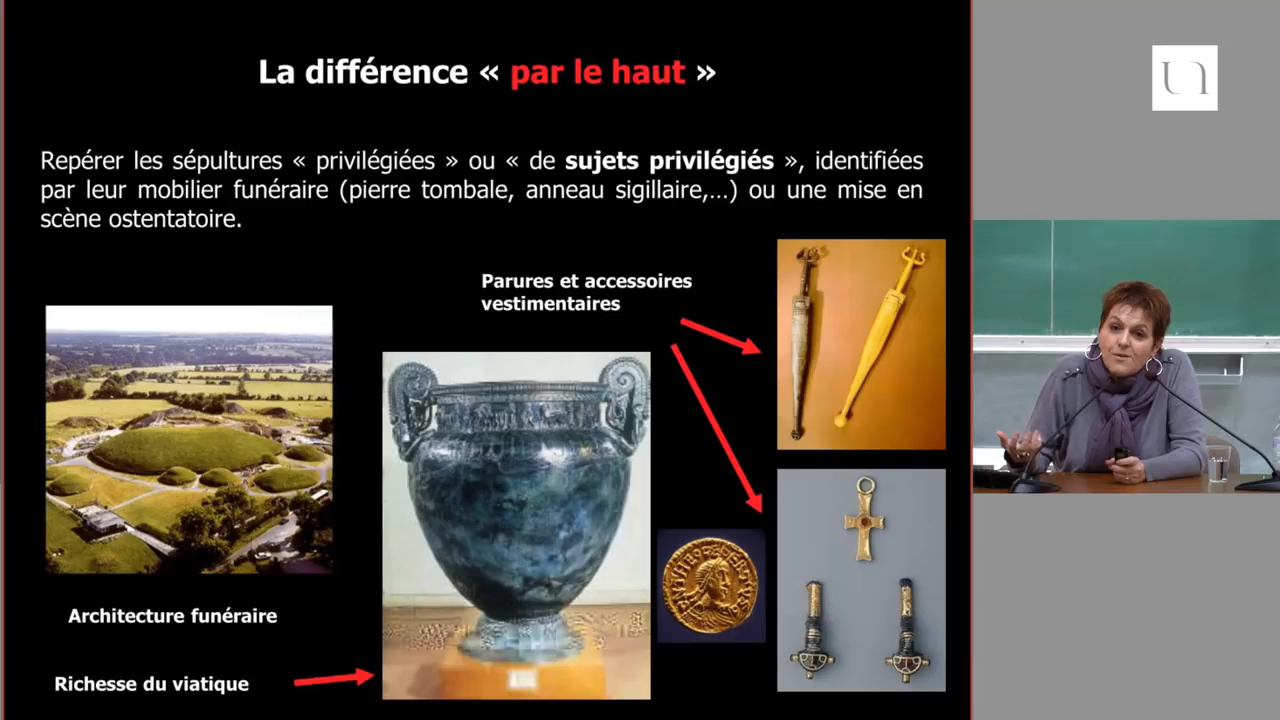 La différence « par le haut »
Repérer les sépultures « privilégiées » ou « de sujets privilégiés », identifiées
par leur mobilier funéraire (pierre tombale, anneau sigillaire,...) ou une mise en
scène ostentatoire.
Parures et accessoires
vestimentaires
Architecture funéraire
Richesse du viatique